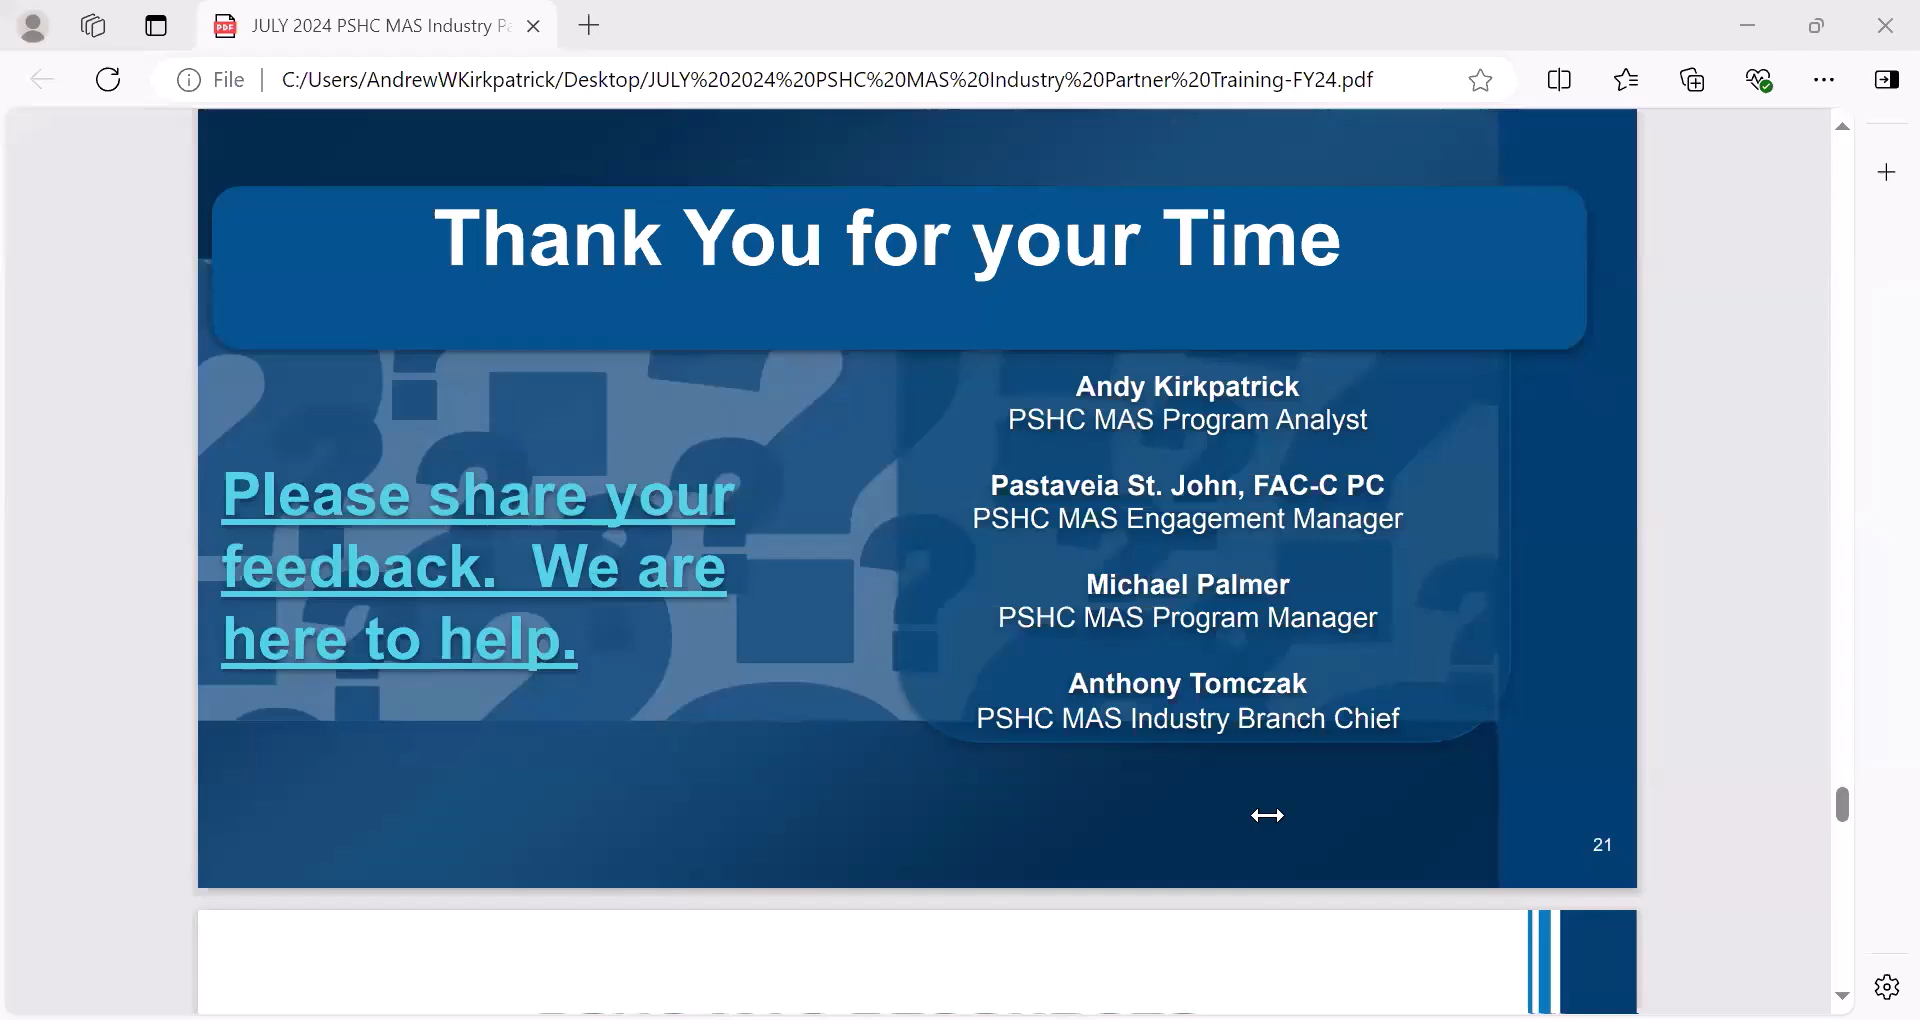 JULY 2024 PSHC MAS Industry Pa
File
C:/Users/AndrewWKirkpatrick/Desktop/JULY%202024%20PSHC%20MAS%20Industry%20Partner%20Training-FY24.pdf
Thank You for your Time
Please share your
feedback.  We are
here to help.
Andy Kirkpatrick
PSHC MAS Program Analyst
Pastaveia St. John, FAC-C PC
PSHC MAS Engagement Manager
Michael Palmer
PSHC MAS Program Manager
Anthony Tomczak
PSHC MAS Industry Branch Chief
21